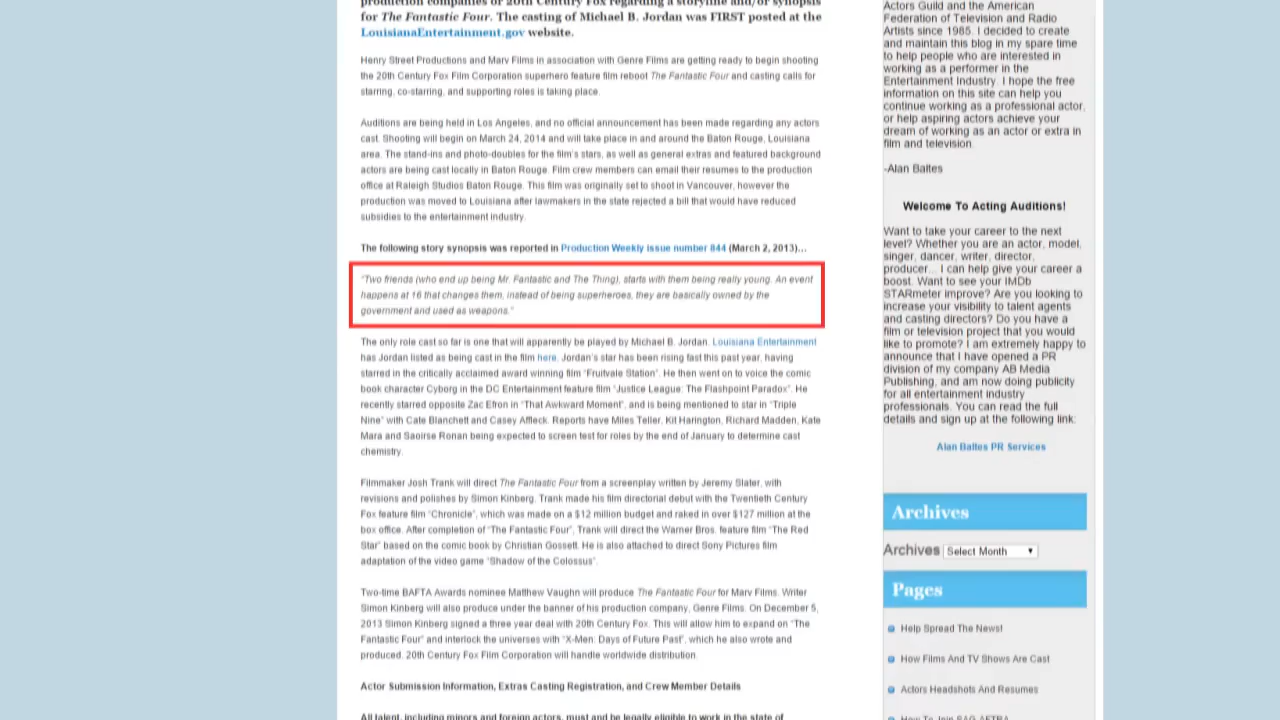 production companies or 20th Century Fox regarding a storyline and/or synopsis
for The Fantastic Four. The casting of Michael B. Jordan was FIRST posted at the
LouisianaEntertainment.gov website.
Henry Street Productions and Marv Films in association with Genre Films are getting ready to begin shooting
the 20th Century Fox Film Corporation superhero feature film reboot The Fantastic Four and casting calls for
starring, co-starring, and supporting roles is taking place.
Auditions are being held in Los Angeles, and no official announcement has been made regarding any actors
cast. Shooting will begin on March 24, 2014 and will take place in and around the Baton Rouge, Louisiana
area. The stand-ins and photo-doubles for the film's stars, as well as general extras and featured background
actors are being cast locally in Baton Rouge. Film crew members can email their resumes to the production
office at Raleigh Studios Baton Rouge. This film was originally set to shoot in Vancouver, however the
production was moved to Louisiana after lawmakers in the state rejected a bill that would have reduced
subsidies to the entertainment industry.
The following story synopsis was reported in Production Weekly issue number 844 (March 2, 2013)...
"Two friends (who end up being Mr. Fantastic and The Thing), starts with them being really young. An event
happens at 16 that changes them, instead of being superheroes, they are basically owned by the
government and used as weapons."
The only role cast so far is one that will apparently be played by Michael B. Jordan. Louisiana Entertainment
has Jordan listed as being cast in the film here. Jordan's star has been rising fast this past year, having
starred in the critically acclaimed award winning film "Fruitvale Station". He then went on to voice the comic
book character Cyborg in the DC Entertainment feature film "Justice League: The Flashpoint Paradox". He
recently starred opposite Zac Efron in "That Awkward Moment", and is being mentioned to star in "Triple
Nine" with Cate Blanchett and Casey Affleck. Reports have Miles Teller, Kit Harington, Richard Madden, Kate
Mara and Saoirse Ronan being expected to screen test for roles by the end of January to determine cast
chemistry.
Filmmaker Josh Trank will direct The Fantastic Four from a screenplay written by Jeremy Slater, with
revisions and polishes by Simon Kinberg. Trank made his film directorial debut with the Twentieth Century
Fox feature film "Chronicle", which was made on a $12 million budget and raked in over $127 million at the
box office. After completion of "The Fantastic Four", Trank will direct the Warner Bros. feature film "The Red
Star" based on the comic book by Christian Gossett. He is also attached to direct Sony Pictures film
adaptation of the video game "Shadow of the Colossus".
Two-time BAFTA Awards nominee Matthew Vaughn will produce The Fantastic Four for Marv Films. Writer
Simon Kinberg will also produce under the banner of his production company, Genre Films. On December 5,
2013 Simon Kinberg signed a three year deal with 20th Century Fox. This will allow him to expand on "The
Fantastic Four" and interlock the universes with "X-Men: Days of Future Past", which he also wrote and
produced. 20th Century Fox Film Corporation will handle worldwide distribution.
Actor Submission Information, Extras Casting Registration, and Crew Member Details
All talent, including minors and foreign actors, must and be legally eligible to work in the state of
Actors Guild and the American
Federation of Television and Radio
Artists since 1985. I decided to create
and maintain this blog in my spare time
to help people who are interested in
working as a performer in the
Entertainment Industry. I hope the free
information on this site can help you
continue working as a professional actor,
or help aspiring actors achieve your
dream of working as an actor or extra in
film and television.
-Alan Baltes
Welcome To Acting Auditions!
Want to take your career to the next
level? Whether you are an actor, model,
singer, dancer, writer, director,
producer... I can help give your career a
boost. Want to see your IMDb
STARmeter improve? Are you looking to
increase your visibility to talent agents
and casting directors? Do you have a
film or television project that you would
like to promote? I am extremely happy to
announce that I have opened a PR
division of my company AB Media
Publishing, and am now doing publicity
for all entertainment industry
professionals. You can read the full
details and sign up at the following link:
Alan Baltes PR Services
Archives
Archives Select Month
Pages
Help Spread The News!
How Films And TV Shows Are Cast
Actors Headshots And Resumes
How To Join SAG-AFTRA